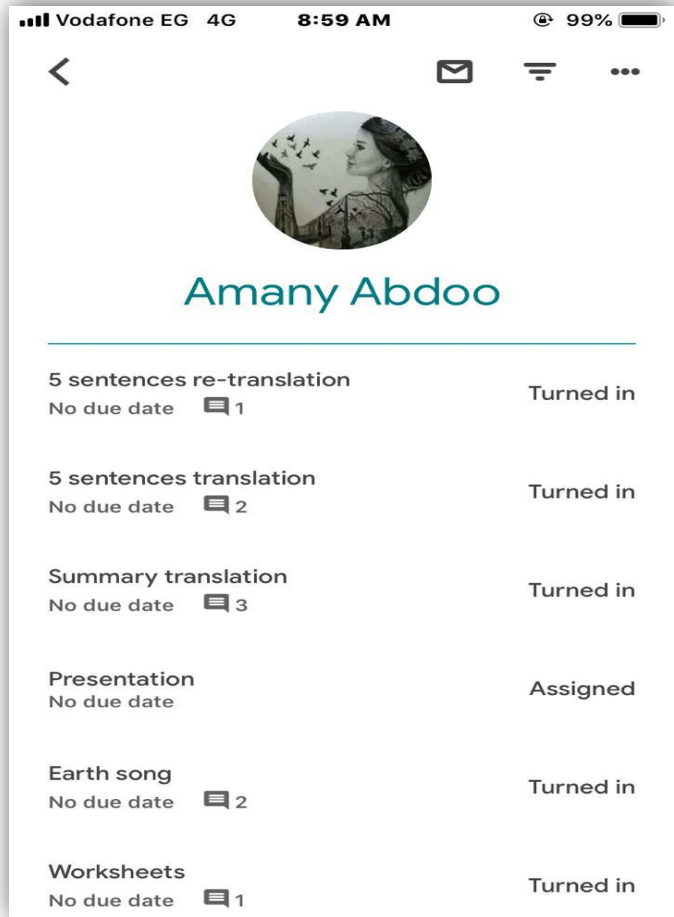 Vodafone EG 4G 8:59 AM 99%
Amany Abdoo
5 sentences re-translation
Turned in
No due date 1
5 sentences translation
Turned in
No due date 2
Summary translation
Turned in
No due date 3
Presentation
Assigned
No due date
Earth song
Turned in
No due date 2
Worksheets
Turned in
No due date 1